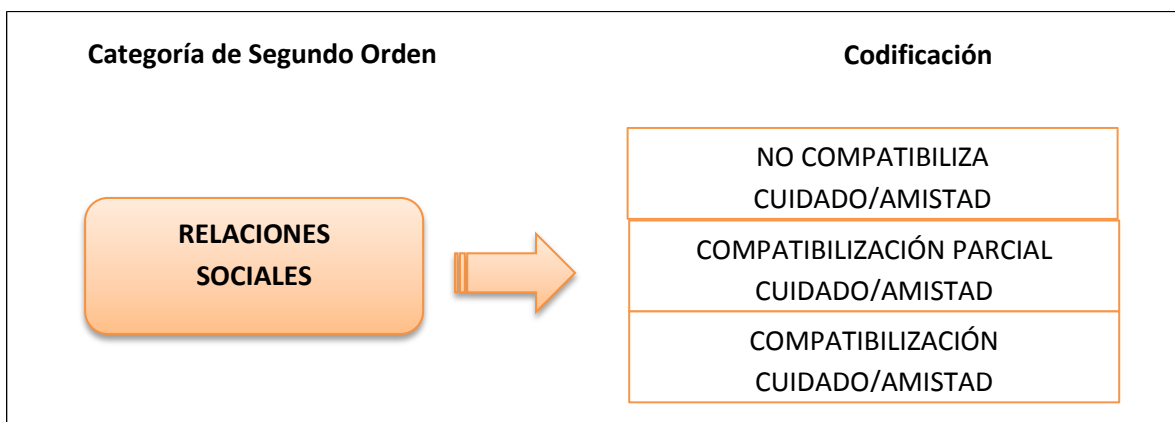 Categoría de Segundo Orden
Codificación
RELACIONES
SOCIALES
NO COMPATIBILIZA
CUIDADO/AMISTAD
COMPATIBILIZACIÓN PARCIAL
CUIDADO/AMISTAD
COMPATIBILIZACIÓN
CUIDADO/AMISTAD